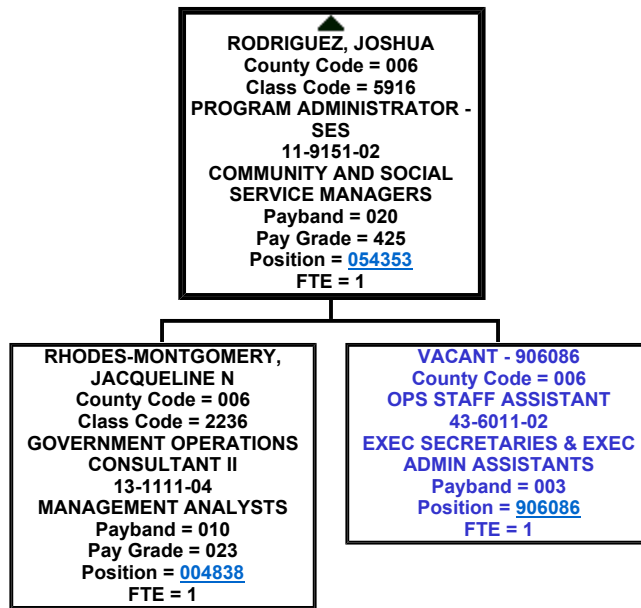 RODRIGUEZ, JOSHUA
County Code = 006
Class Code = 5916
PROGRAM ADMINISTRATOR -
SES
11-9151-02
COMMUNITY AND SOCIAL
SERVICE MANAGERS
Payband = 020
Pay Grade = 425
Position = 054353
FTE = 1
RHODES-MONTGOMERY,
JACQUELINE N
County Code = 006
Class Code = 2236
GOVERNMENT OPERATIONS
CONSULTANT II
13-1111-04
MANAGEMENT ANALYSTS
Payband = 010
Pay Grade = 023
Position = 004838
FTE = 1
VACANT - 906086
County Code = 006
OPS STAFF ASSISTANT
43-6011-02
EXEC SECRETARIES & EXEC
ADMIN ASSISTANTS
Payband = 003
Position = 906086
FTE = 1